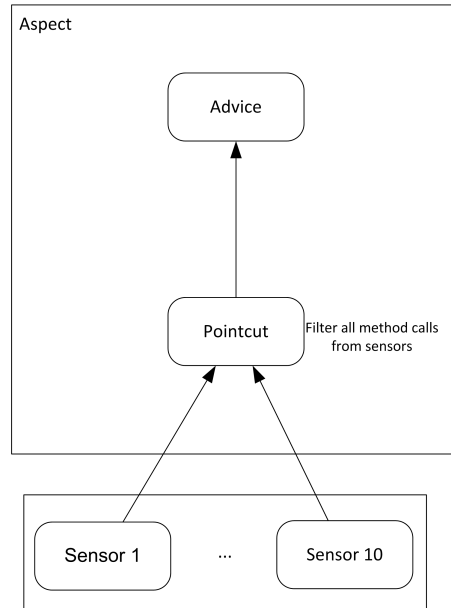 Aspect
Advice
Pointcut
Filter all method calls
from sensors
Sensor 1
...
Sensor 10